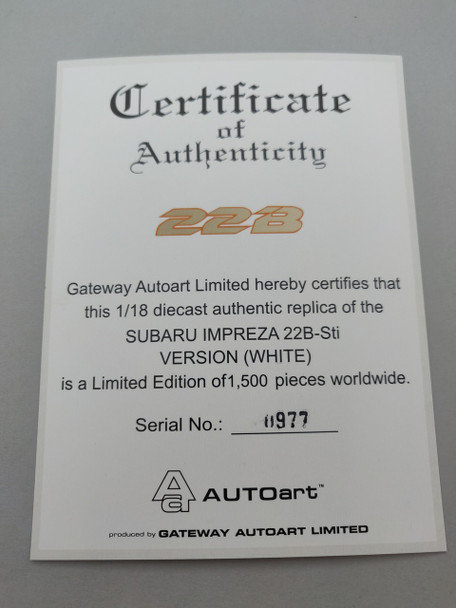 Certificate
of
Authenticity
22B
Gateway Autoart Limited hereby certifies that
this 1/18 diecast authentic replica of the
SUBARU IMPREZA 22B-Sti
VERSION (WHITE)
is a Limited Edition of1,500 pieces worldwide.
Serial No.: 0977
Aa AUTOart™
produced by GATEWAY AUTOART LIMITED